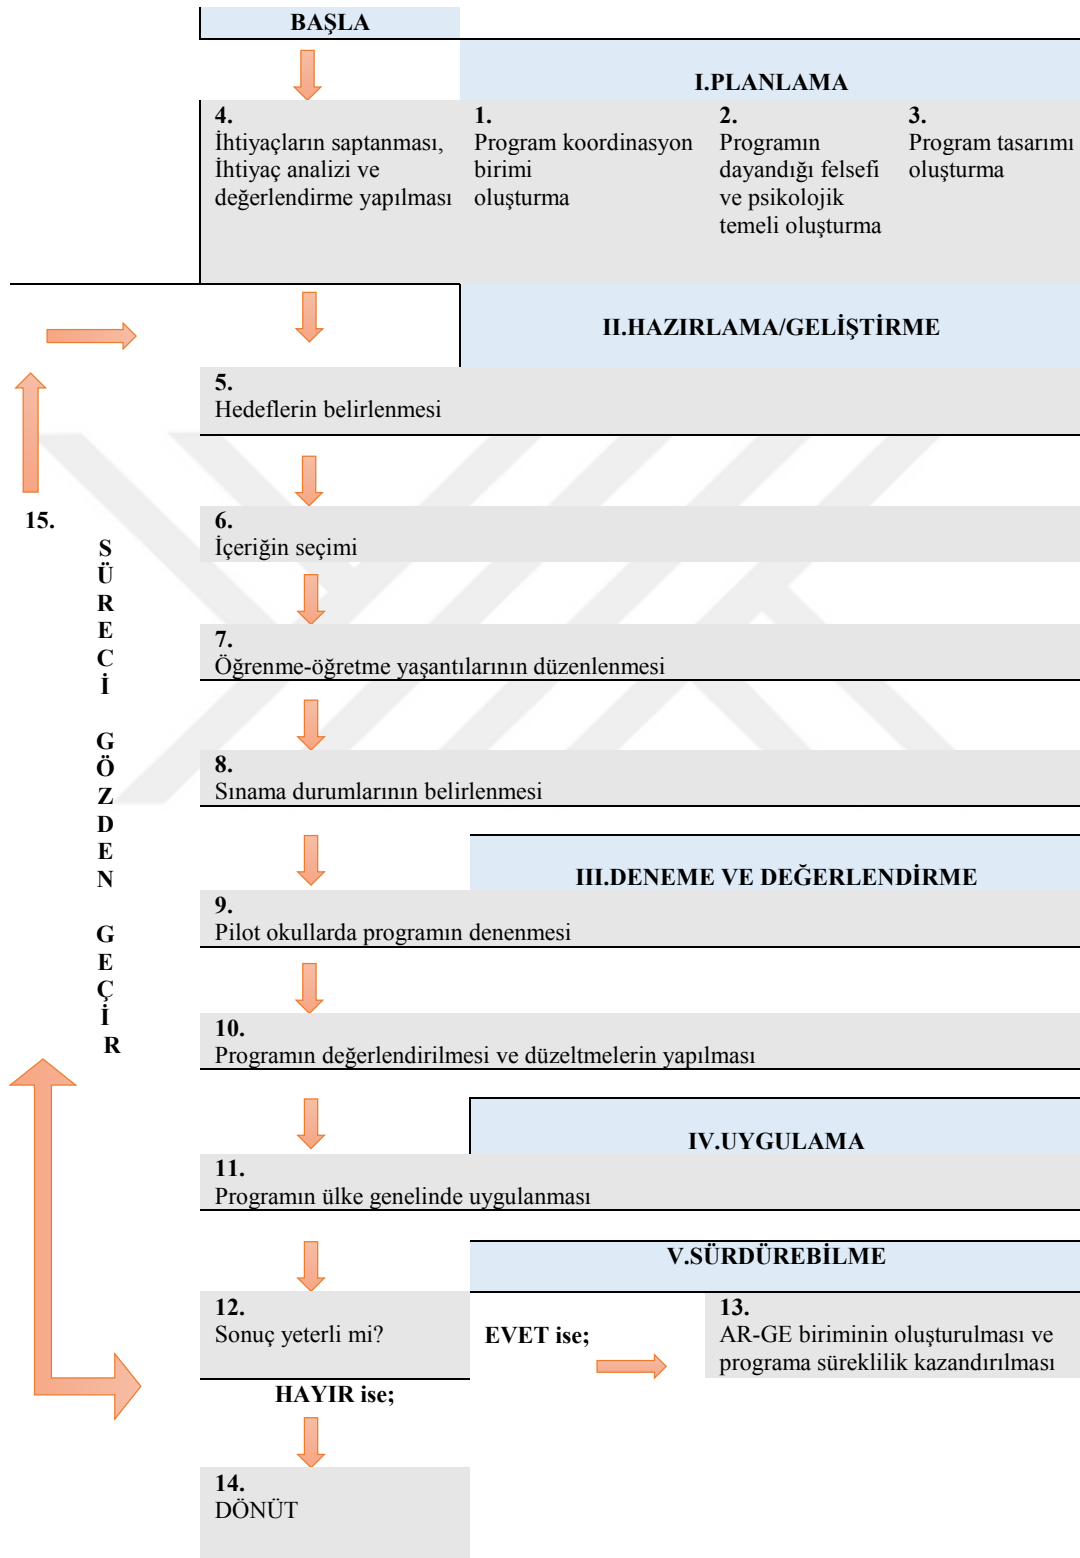 BAŞLA
I.PLANLAMA
4.
İhtiyaçların saptanması,
İhtiyaç analizi ve
değerlendirme yapılması
1.
Program koordinasyon
birimi
oluşturma
2.
Programın
dayandığı felsefi
ve psikolojik
temeli oluşturma
3.
Program tasarımı
oluşturma
II.HAZIRLAMA/GELİŞTİRME
5.
Hedeflerin belirlenmesi
15.
SÜRECİ GÖZDEN GEÇİR
6.
İçeriğin seçimi
7.
Öğrenme-öğretme yaşantılarının düzenlenmesi
8.
Sınama durumlarının belirlenmesi
III.DENEME VE DEĞERLENDİRME
9.
Pilot okullarda programın denenmesi
10.
Programın değerlendirilmesi ve düzeltmelerin yapılması
IV.UYGULAMA
11.
Programın ülke genelinde uygulanması
V.SÜRDÜREBİLME
12.
Sonuç yeterli mi?
EVET ise;
13.
AR-GE biriminin oluşturulması ve
programa süreklilik kazandırılması
HAYIR ise;
14.
DÖNÜT